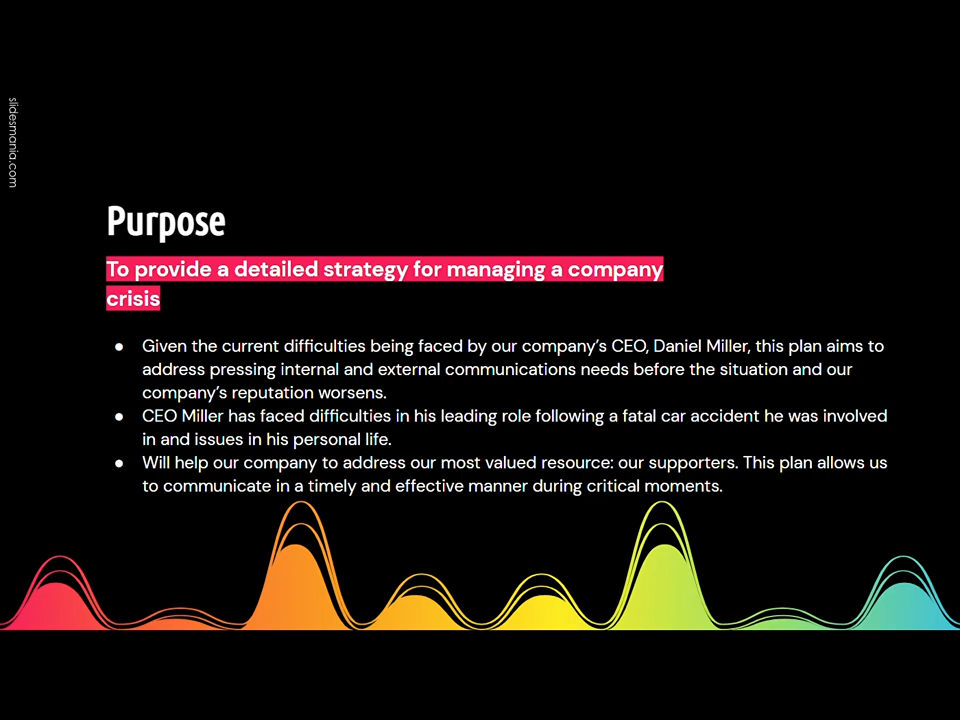 slidesmania.com
Purpose
To provide a detailed strategy for managing a company
crisis
● Given the current difficulties being faced by our company’s CEO, Daniel Miller, this plan aims to
address pressing internal and external communications needs before the situation and our
company’s reputation worsens.
● CEO Miller has faced difficulties in his leading role following a fatal car accident he was involved
in and issues in his personal life.
● Will help our company to address our most valued resource: our supporters. This plan allows us
to communicate in a timely and effective manner during critical moments.